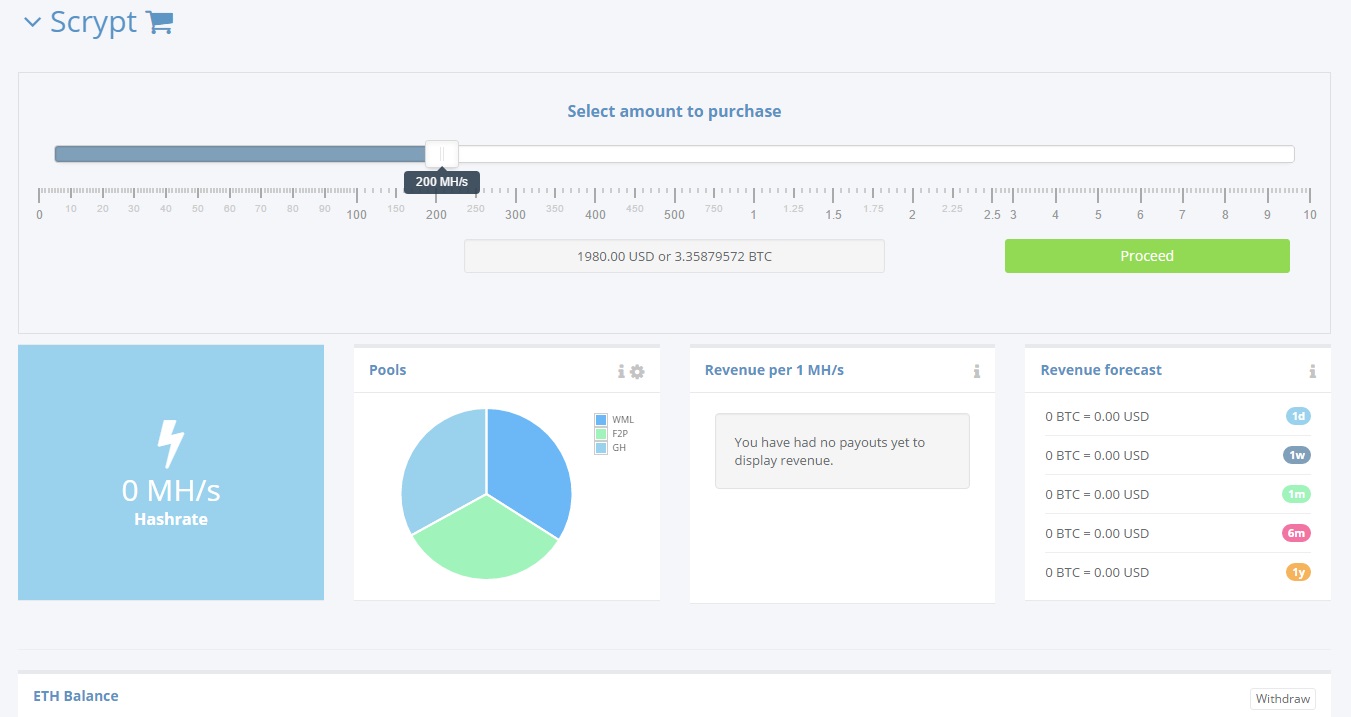 Scrypt
Select amount to purchase
200 MH/s
10 20 30 40 50 60 70 80 90 150 250 350 450 750 1.25 1.75 2.25
0 100 200 300 400 500 1 1.5 2 2.5 3 4 5 6 7 8 9 10
1980.00 USD or 3.35879572 BTC
Proceed
0 MH/s
Hashrate
Pools
WML
F2P
GH
Revenue per 1 MH/s
You have had no payouts yet to
display revenue.
Revenue forecast
0 BTC = 0.00 USD 1d
0 BTC = 0.00 USD 1w
0 BTC = 0.00 USD 1m
0 BTC = 0.00 USD 6m
0 BTC = 0.00 USD 1y
ETH Balance
Withdraw